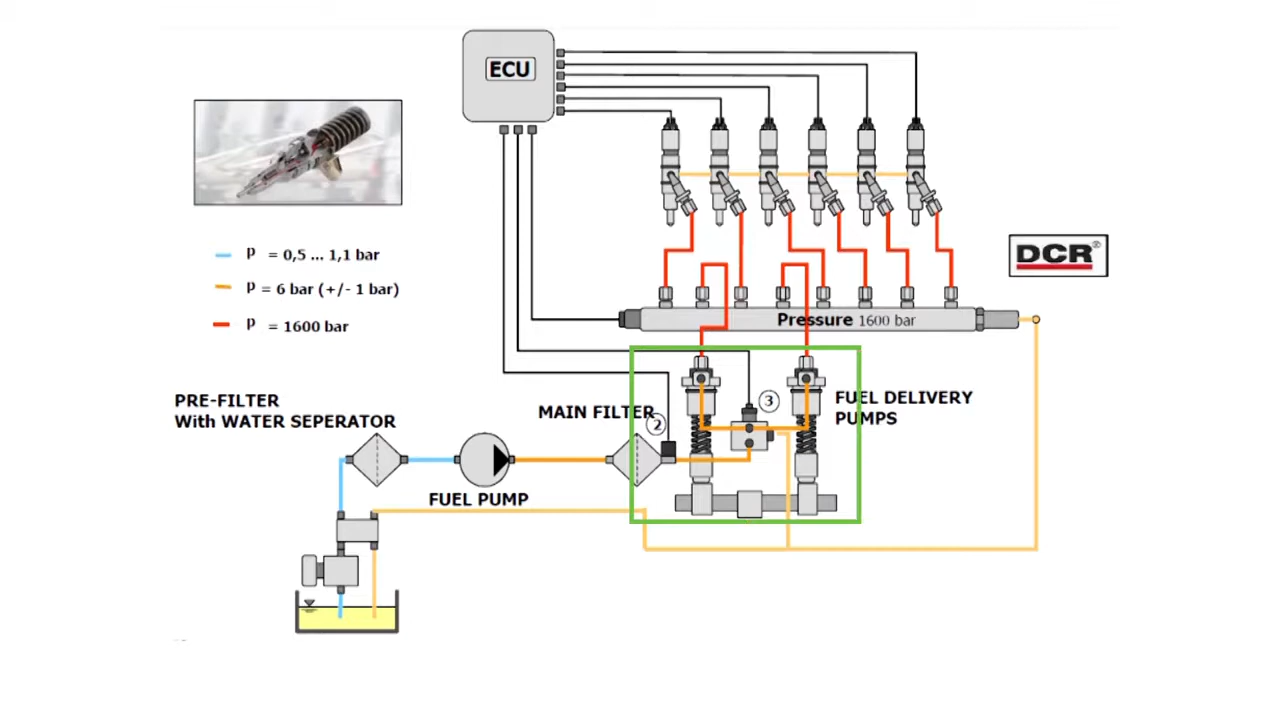 ECU
DCR®
p = 0,5 ... 1,1 bar
p = 6 bar (+/- 1 bar)
p = 1600 bar
Pressure 1600 bar
PRE-FILTER
With WATER SEPERATOR
MAIN FILTER
2
3
FUEL DELIVERY
PUMPS
FUEL PUMP